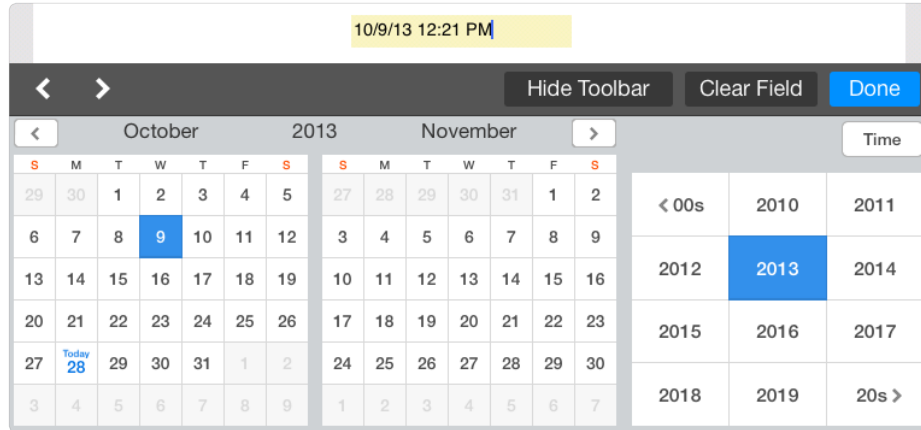 10/9/13 12:21 PM
Hide Toolbar Clear Field Done
October 2013 November
Time
S M T W T F S
29 30 1 2 3 4 5
6 7 8 9 10 11 12
13 14 15 16 17 18 19
20 21 22 23 24 25 26
27 Today 28 29 30 31 1 2
3 4 5 6 7 8 9
S M T W T F S
27 28 29 30 31 1 2
3 4 5 6 7 8 9
10 11 12 13 14 15 16
17 18 19 20 21 22 23
24 25 26 27 28 29 30
1 2 3 4 5 6 7
< 00s 2010 2011
2012 2013 2014
2015 2016 2017
2018 2019 20s >